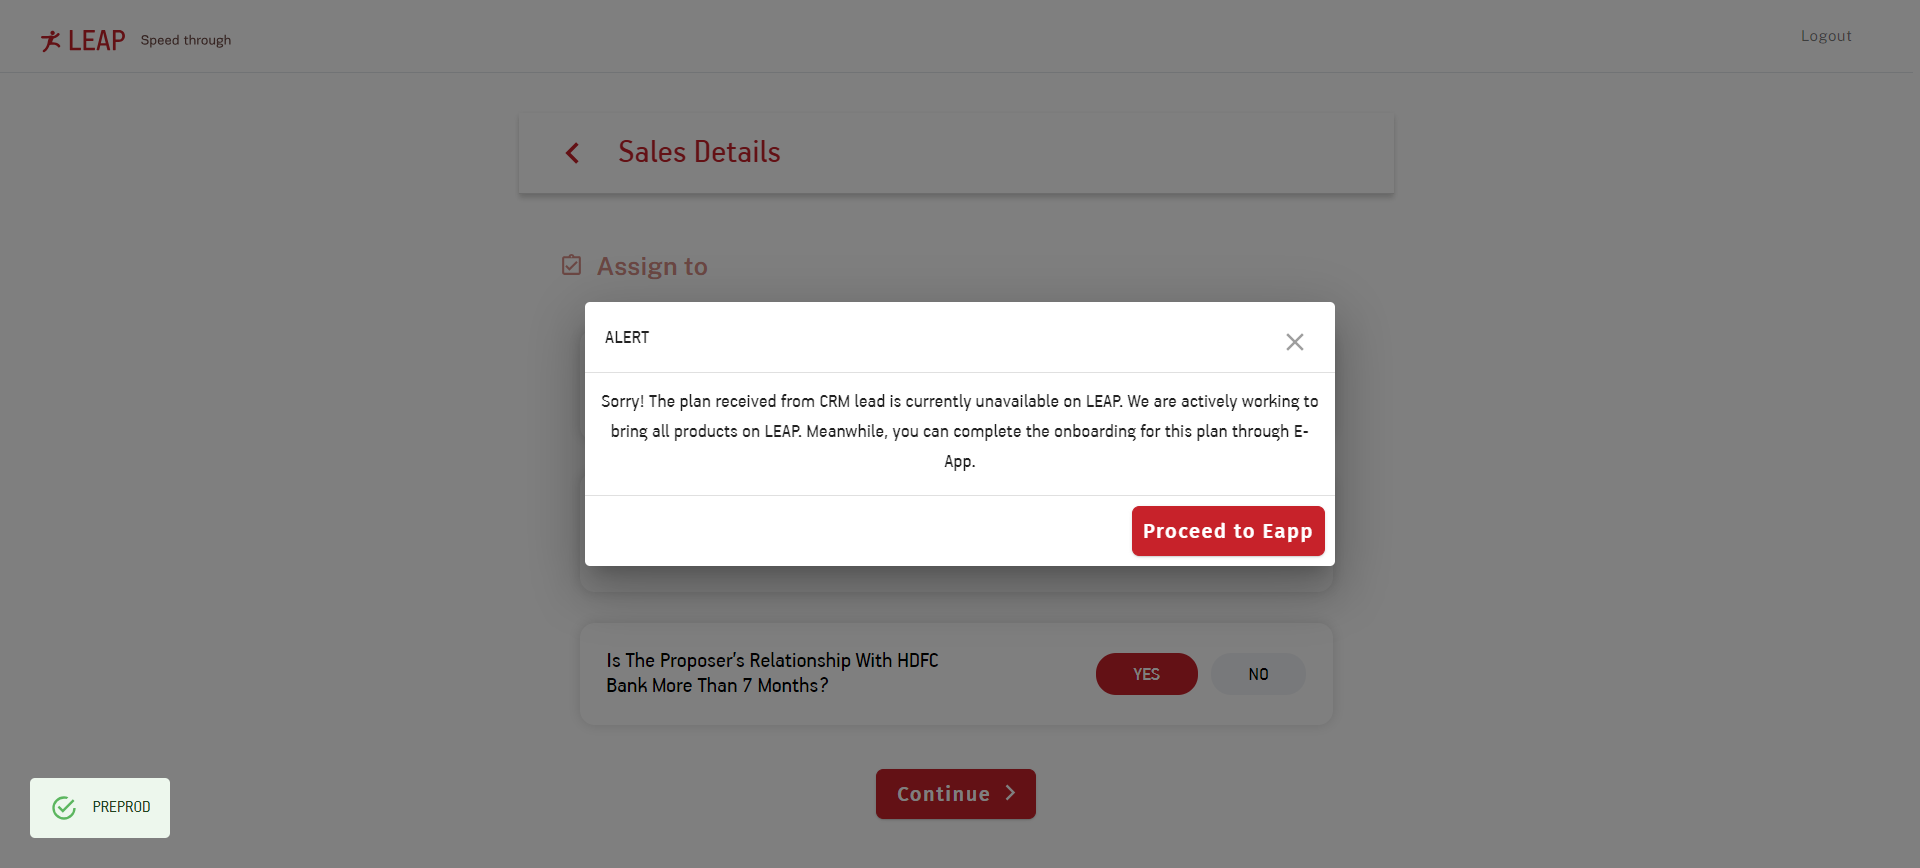 LEAP Speed through
Logout
Sales Details
Assign to
ALERT
Sorry! The plan received from CRM lead is currently unavailable on LEAP. We are actively working to
bring all products on LEAP. Meanwhile, you can complete the onboarding for this plan through E-
App.
Proceed to Eapp
Is The Proposer's Relationship With HDFC
Bank More Than 7 Months?
YES
NO
Continue
PREPROD